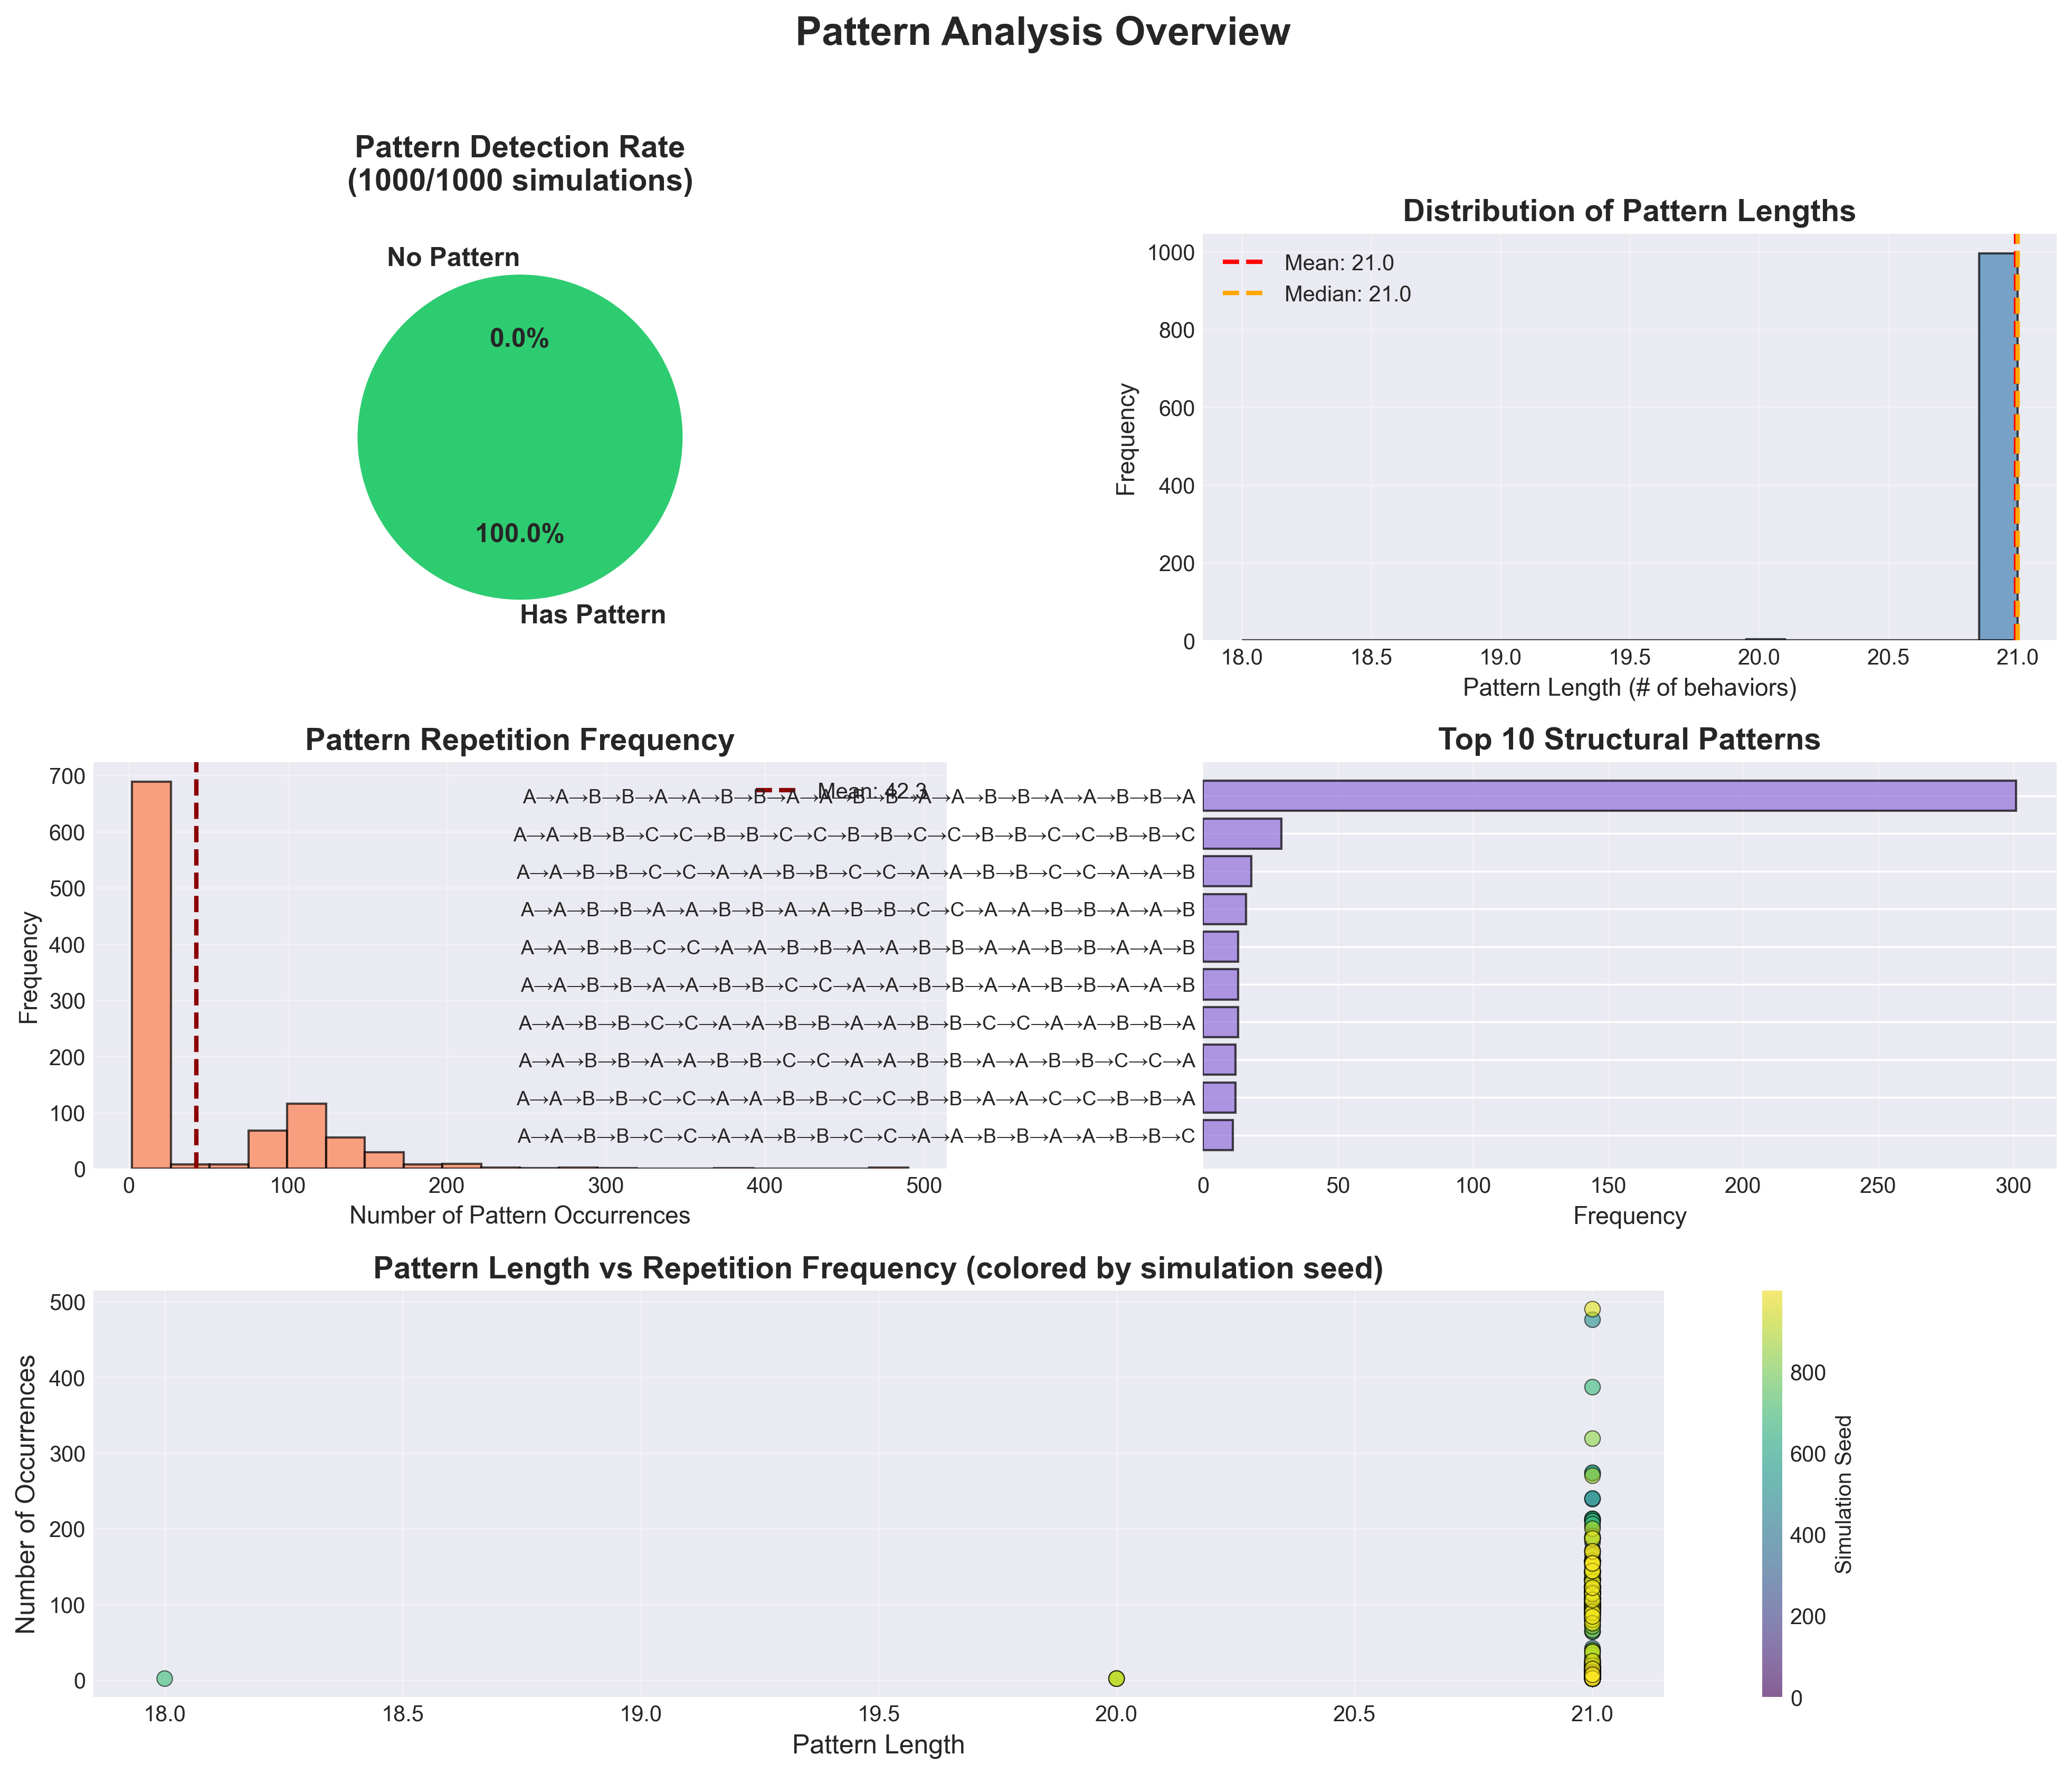 Pattern Analysis Overview
Pattern Detection Rate
(1000/1000 simulations)
No Pattern
0.0%
100.0%
Has Pattern
Distribution of Pattern Lengths
Mean: 21.0
Median: 21.0
Frequency
1000
800
600
400
200
0
18.0 18.5 19.0 19.5 20.0 20.5 21.0
Pattern Length (# of behaviors)
Pattern Repetition Frequency
Mean: 42.3
Frequency
700
600
500
400
300
200
100
0
0 100 200 300 400 500
Number of Pattern Occurrences
Top 10 Structural Patterns
A→A→B→B→A→A→B→B→A→A→B→B→A→A→B→B→A→A→B→B→A
A→A→B→B→C→C→B→B→C→C→B→B→C→C→B→B→C→C→B→B→C
A→A→B→B→C→C→A→A→B→B→C→C→A→A→B→B→C→C→A→A→B
A→A→B→B→A→A→B→B→A→A→B→B→C→C→A→A→B→B→A→A→B
A→A→B→B→C→C→A→A→B→B→A→A→B→B→A→A→B→B→A→A→B
A→A→B→B→A→A→B→B→C→C→A→A→B→B→A→A→B→B→A→A→B
A→A→B→B→C→C→A→A→B→B→A→A→B→B→C→C→A→A→B→B→A
A→A→B→B→A→A→B→B→C→C→A→A→B→B→A→A→B→B→C→C→A
A→A→B→B→C→C→A→A→B→B→C→C→B→B→A→A→C→C→B→B→A
A→A→B→B→C→C→A→A→B→B→C→C→A→A→B→B→A→A→B→B→C
0 50 100 150 200 250 300
Frequency
Pattern Length vs Repetition Frequency (colored by simulation seed)
Number of Occurrences
500
400
300
200
100
0
18.0 18.5 19.0 19.5 20.0 20.5 21.0
Pattern Length
800
600
400
200
0
Simulation Seed